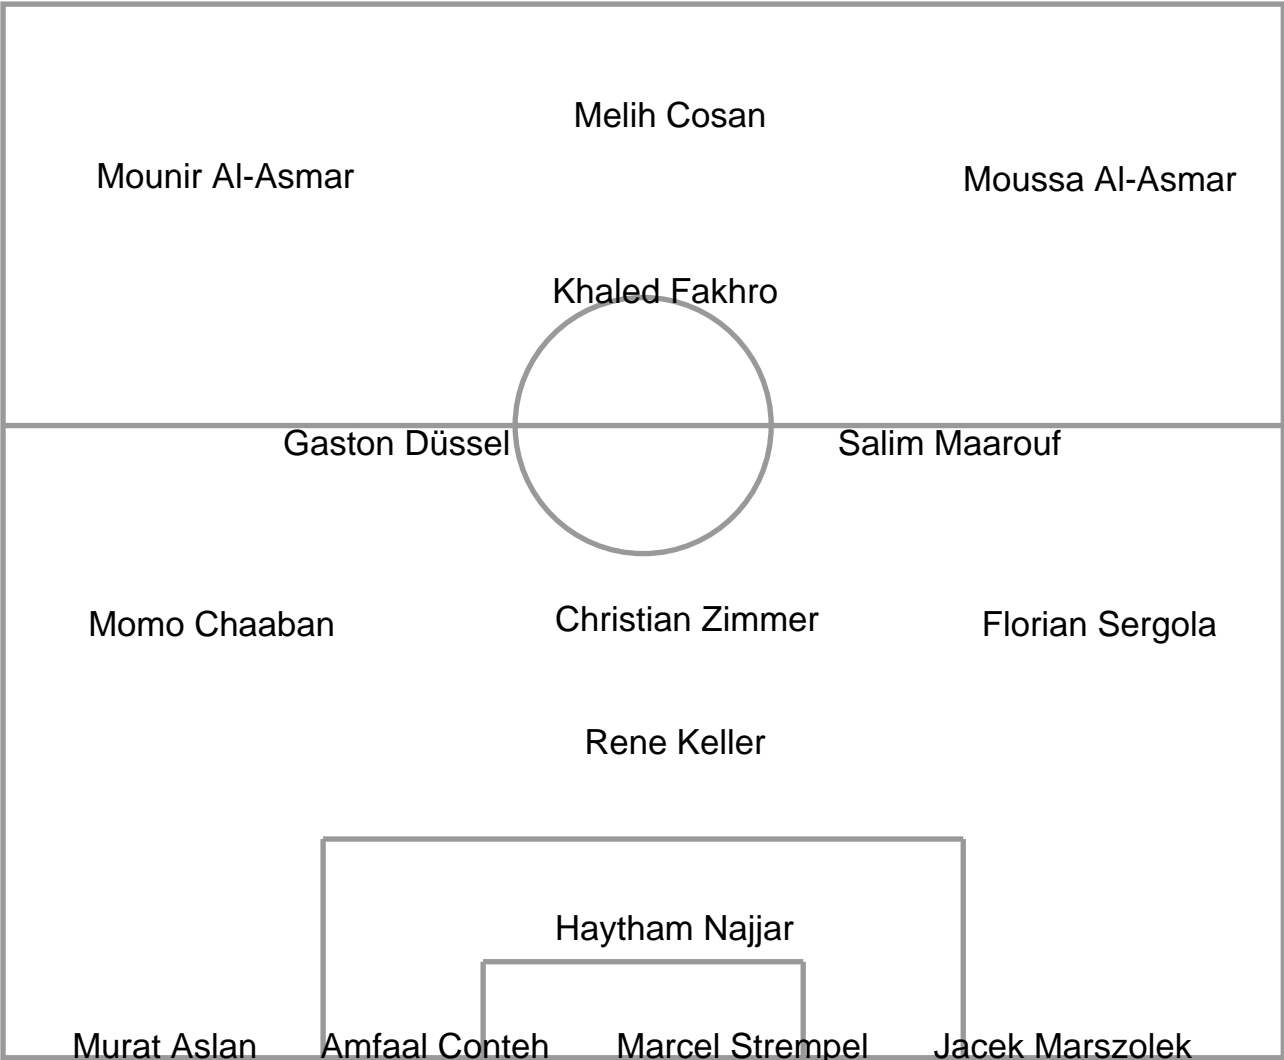 Melih Cosan
Mounir Al-Asmar
Moussa Al-Asmar
Khaled Fakhro
Gaston Düssel
Salim Maarouf
Momo Chaaban
Christian Zimmer
Florian Sergola
Rene Keller
Haytham Najjar
Murat Aslan
Amfaal Conteh
Marcel Strempel
Jacek Marszolek